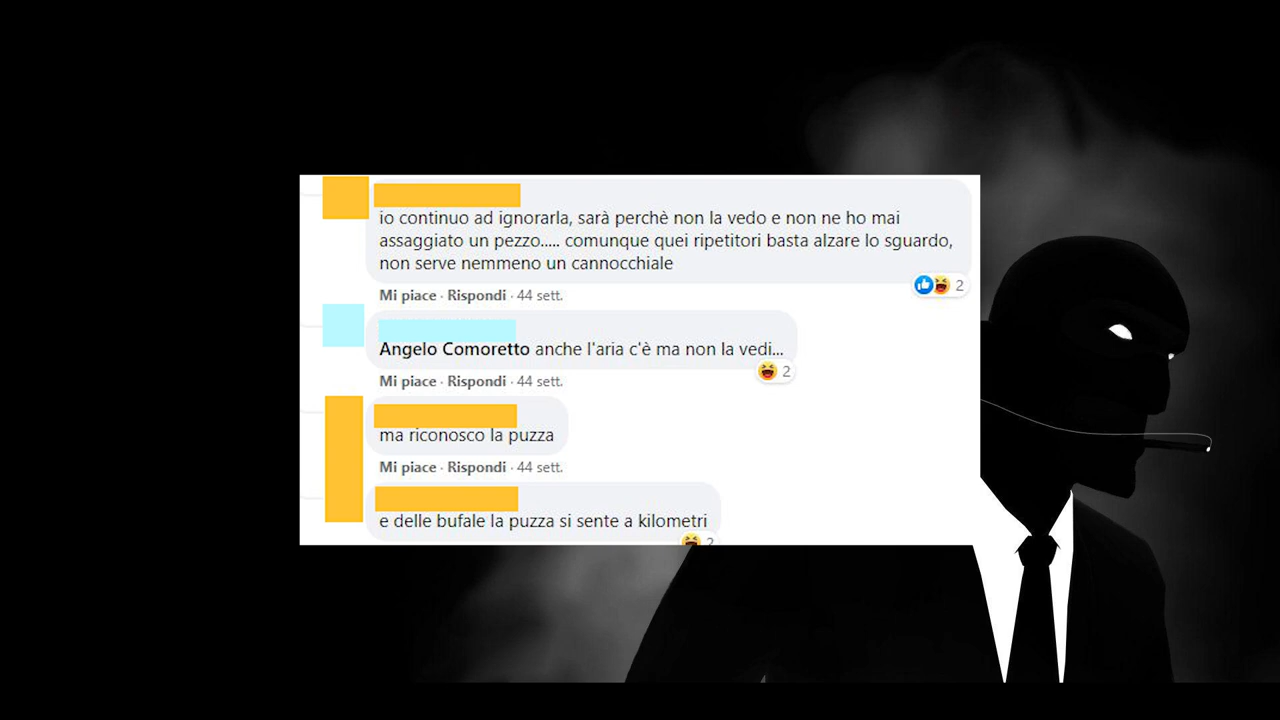 io continuo ad ignorarla, sarà perchè non la vedo e non ne ho mai
assaggiato un pezzo..... comunque quei ripetitori basta alzare lo sguardo,
non serve nemmeno un cannocchiale
2
Mi piace · Rispondi · 44 sett.
Angelo Comoretto anche l'aria c'è ma non la vedi...
2
Mi piace · Rispondi · 44 sett.
ma riconosco la puzza
Mi piace · Rispondi · 44 sett.
e delle bufale la puzza si sente a kilometri
2